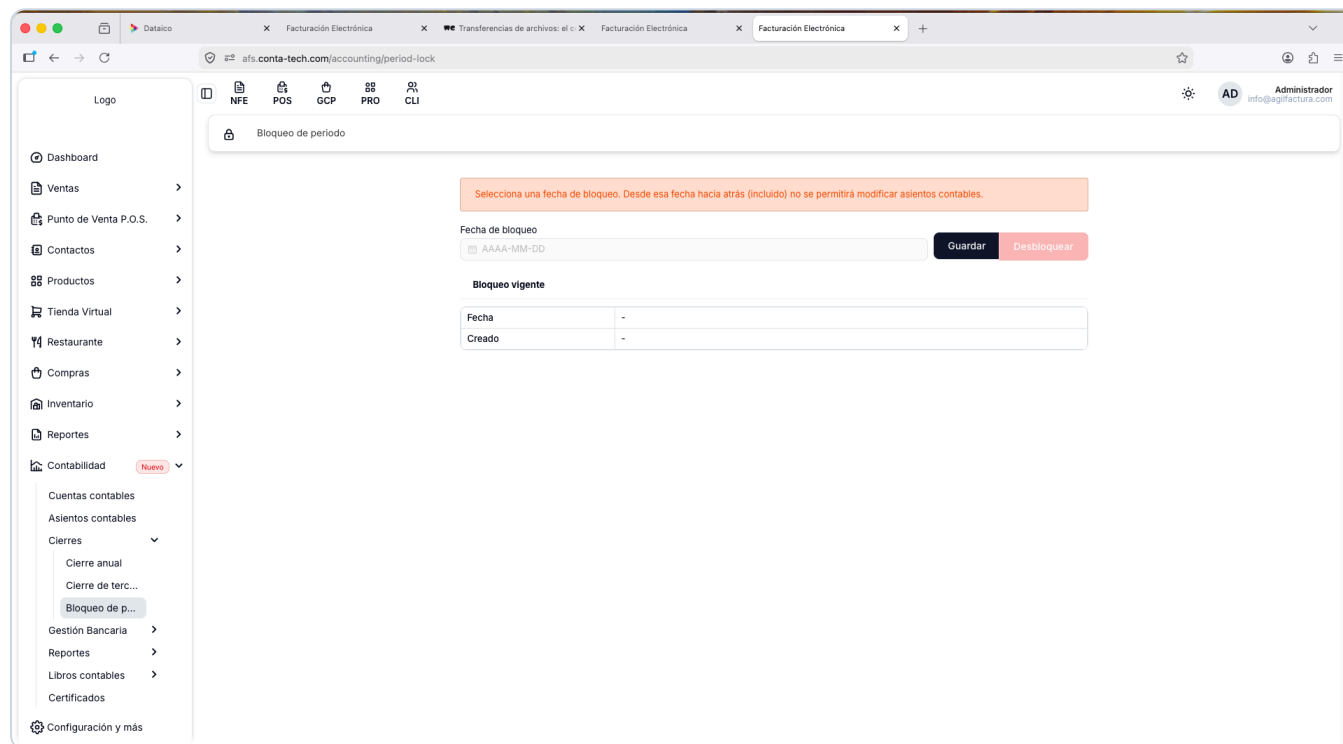 Dataico
Facturación Electrónica
we Transferencias de archivos: el c
Facturación Electrónica
Facturación Electrónica
afs.conta-tech.com/accounting/period-lock
Logo
NFE
POS
GCP
PRO
CLI
AD
Administrador
info@agilfactura.com
Bloqueo de periodo
Dashboard
Ventas
Punto de Venta P.O.S.
Contactos
Productos
Tienda Virtual
Restaurante
Compras
Inventario
Reportes
Contabilidad Nuevo
Cuentas contables
Asientos contables
Cierres
Cierre anual
Cierre de terc...
Bloqueo de p...
Gestión Bancaria
Reportes
Libros contables
Certificados
Configuración y más
Selecciona una fecha de bloqueo. Desde esa fecha hacia atrás (incluido) no se permitirá modificar asientos contables.
Fecha de bloqueo
AAAA-MM-DD
Guardar
Desbloquear
Bloqueo vigente
Fecha -
Creado -